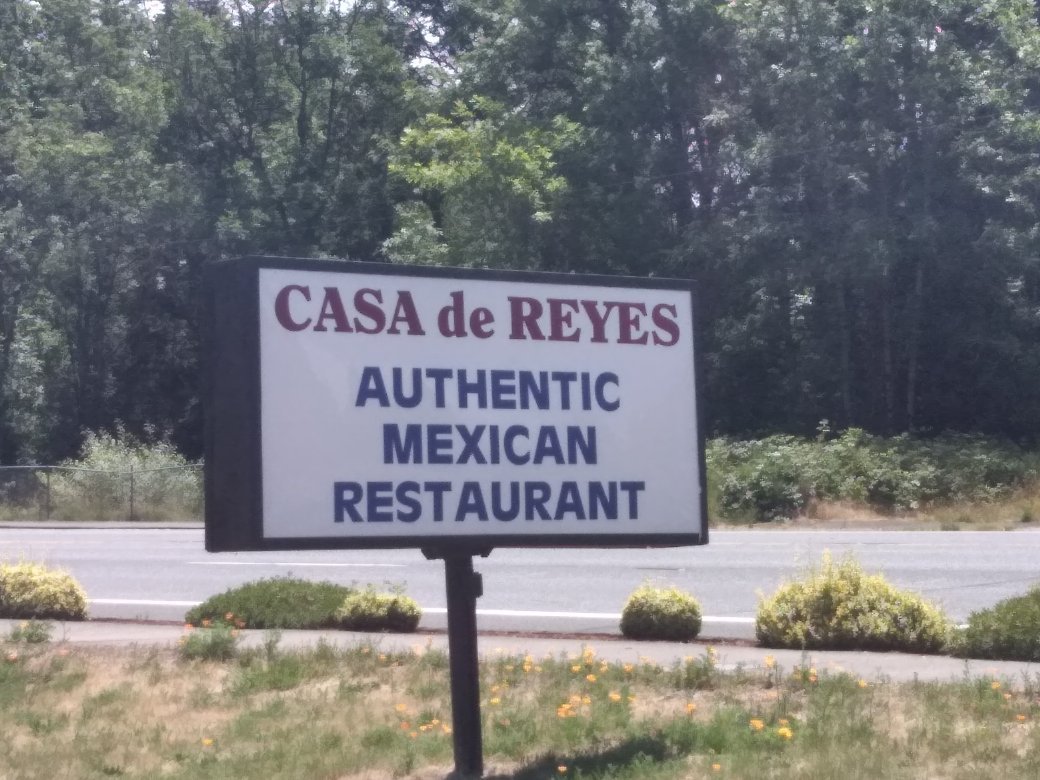 CASA de REYES
AUTHENTIC
MEXICAN
RESTAURANT